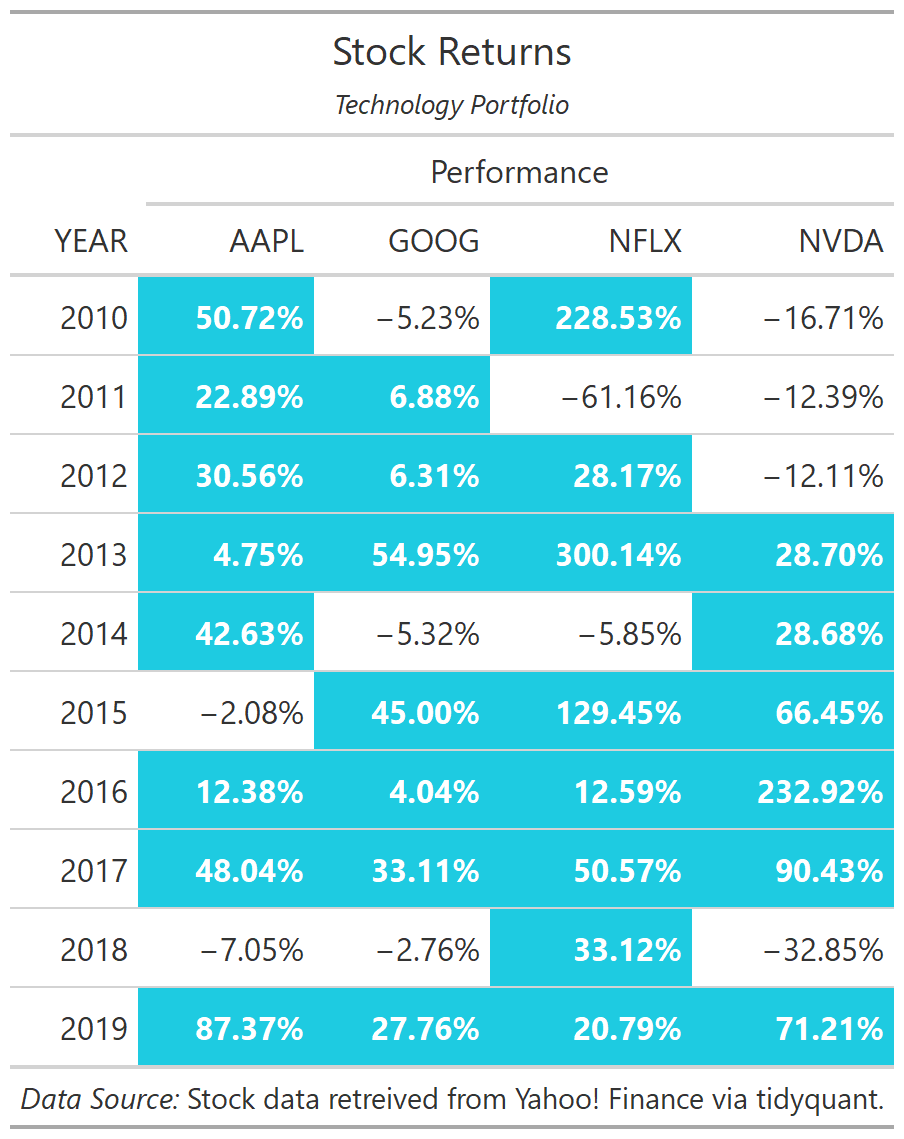 Stock Returns
Technology Portfolio
Performance
YEAR AAPL GOOG NFLX NVDA
2010 50.72% −5.23% 228.53% −16.71%
2011 22.89% 6.88% −61.16% −12.39%
2012 30.56% 6.31% 28.17% −12.11%
2013 4.75% 54.95% 300.14% 28.70%
2014 42.63% −5.32% −5.85% 28.68%
2015 −2.08% 45.00% 129.45% 66.45%
2016 12.38% 4.04% 12.59% 232.92%
2017 48.04% 33.11% 50.57% 90.43%
2018 −7.05% −2.76% 33.12% −32.85%
2019 87.37% 27.76% 20.79% 71.21%
Data Source: Stock data retreived from Yahoo! Finance via tidyquant.